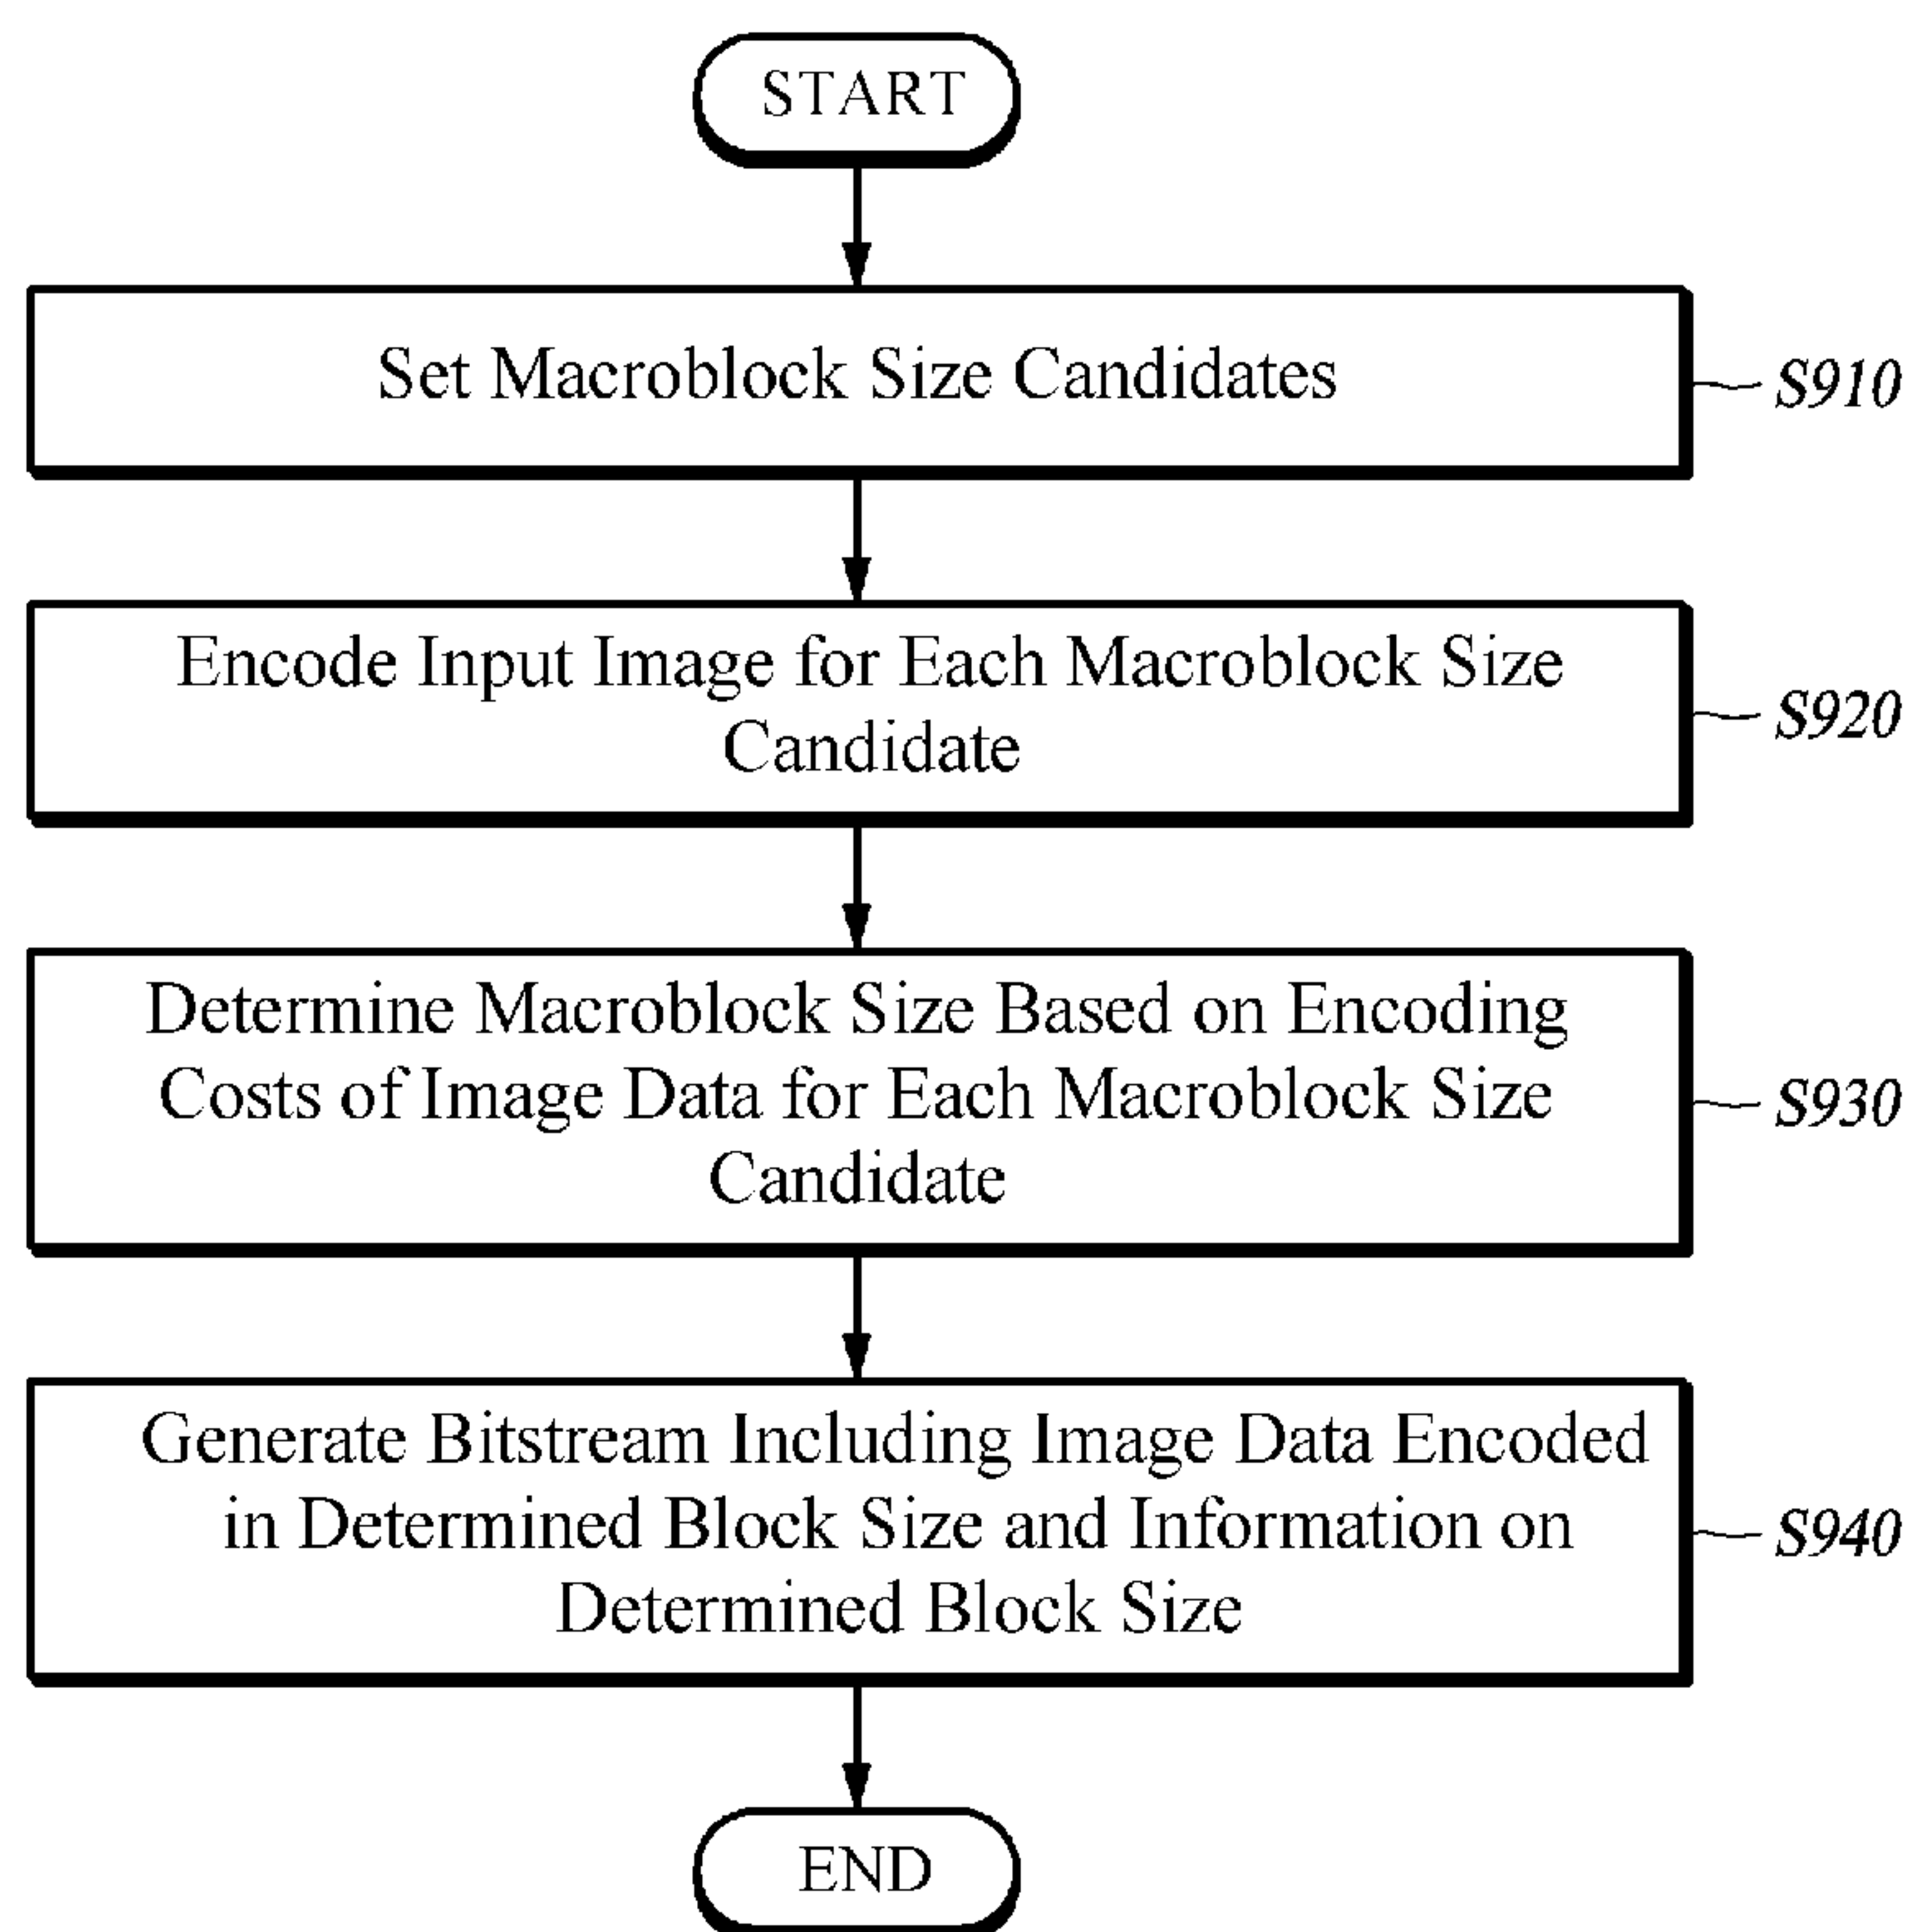 START
Set Macroblock Size Candidates
S910
Encode Input Image for Each Macroblock Size
Candidate
S920
Determine Macroblock Size Based on Encoding
Costs of Image Data for Each Macroblock Size
Candidate
S930
Generate Bitstream Including Image Data Encoded
in Determined Block Size and Information on
Determined Block Size
S940
END